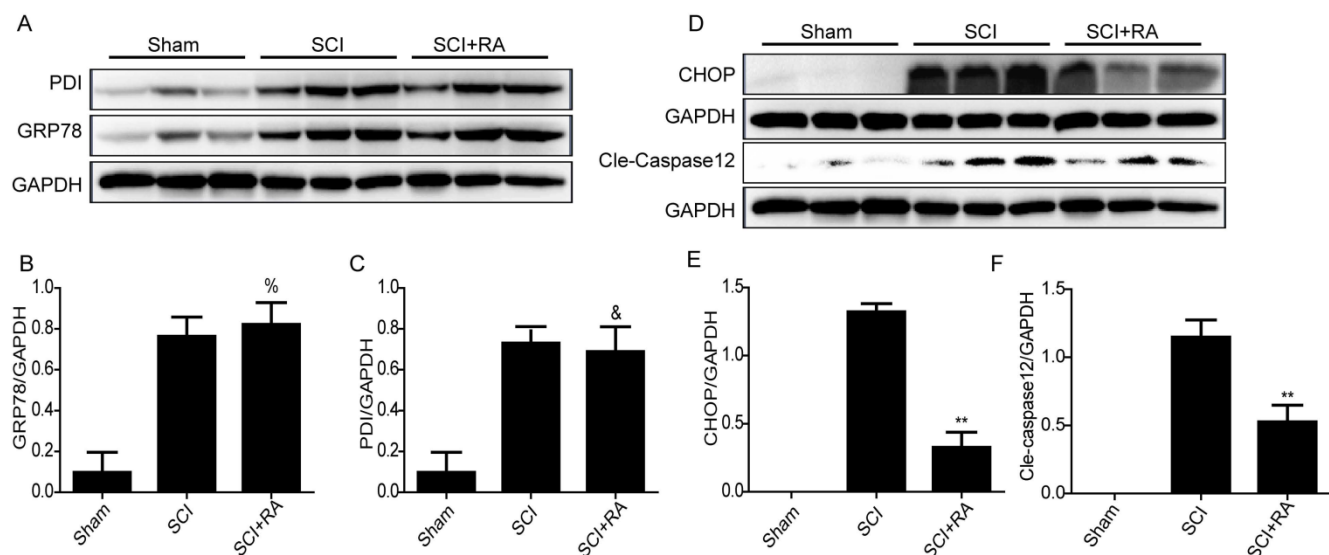 A
Sham SCI SCI+RA
PDI
GRP78
GAPDH
D
Sham SCI SCI+RA
CHOP
GAPDH
Cle-Caspase12
GAPDH
B
GRP78/GAPDH
1.0
0.8
0.6
0.4
0.2
0.0
%
Sham SCI SCI+RA
C
PDI/GAPDH
1.0
0.8
0.6
0.4
0.2
0.0
&
Sham SCI SCI+RA
E
CHOP/GAPDH
1.5
1.0
0.5
0.0
**
Sham SCI SCI+RA
F
Cle-caspase12/GAPDH
1.5
1.0
0.5
0.0
**
Sham SCI SCI+RA